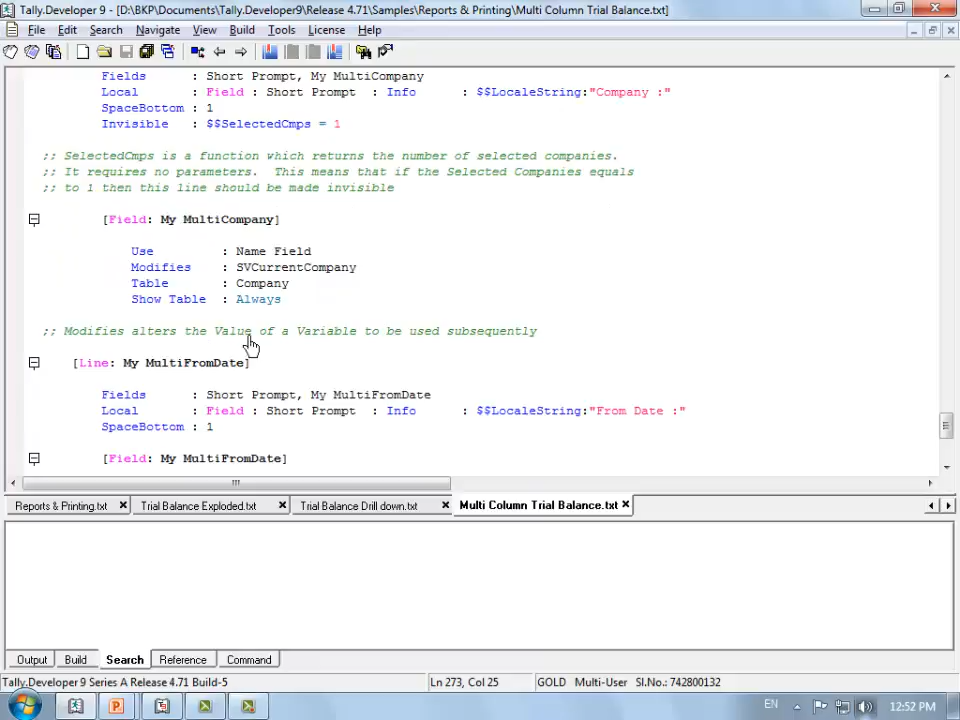 Tally.Developer 9 - [D:\BKP\Documents\Tally.Developer9\Release 4.71\Samples\Reports & Printing\Multi Column Trial Balance.txt]
File Edit Search Navigate View Build Tools License Help
Fields : Short Prompt, My MultiCompany
Local : Field : Short Prompt : Info : $$LocaleString:"Company :"
SpaceBottom : 1
Invisible : $$SelectedCmps = 1
;; SelectedCmps is a function which returns the number of selected companies.
;; It requires no parameters. This means that if the Selected Companies equals
;; to 1 then this line should be made invisible
[Field: My MultiCompany]
Use : Name Field
Modifies : SVCurrentCompany
Table : Company
Show Table : Always
;; Modifies alters the Value of a Variable to be used subsequently
[Line: My MultiFromDate]
Fields : Short Prompt, My MultiFromDate
Local : Field : Short Prompt : Info : $$LocaleString:"From Date :"
SpaceBottom : 1
[Field: My MultiFromDate]
Reports & Printing.txt Trial Balance Exploded.txt Trial Balance Drill down.txt Multi Column Trial Balance.txt
Output Build Search Reference Command
Tally.Developer 9 Series A Release 4.71 Build-5 Ln 273, Col 25 GOLD Multi-User Sl.No.: 742800132
EN 12:52 PM